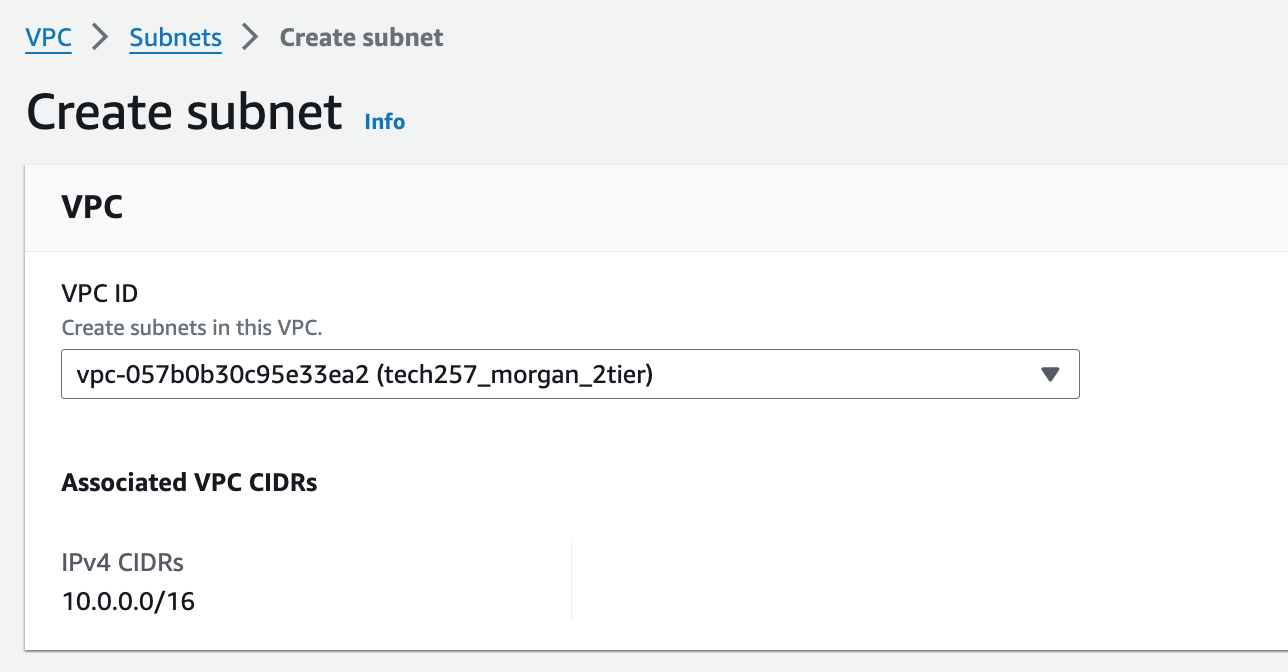 VPC > Subnets > Create subnet
Create subnet Info
VPC
VPC ID
Create subnets in this VPC.
vpc-057b0b30c95e33ea2 (tech257_morgan_2tier)
Associated VPC CIDRs
IPv4 CIDRs
10.0.0.0/16